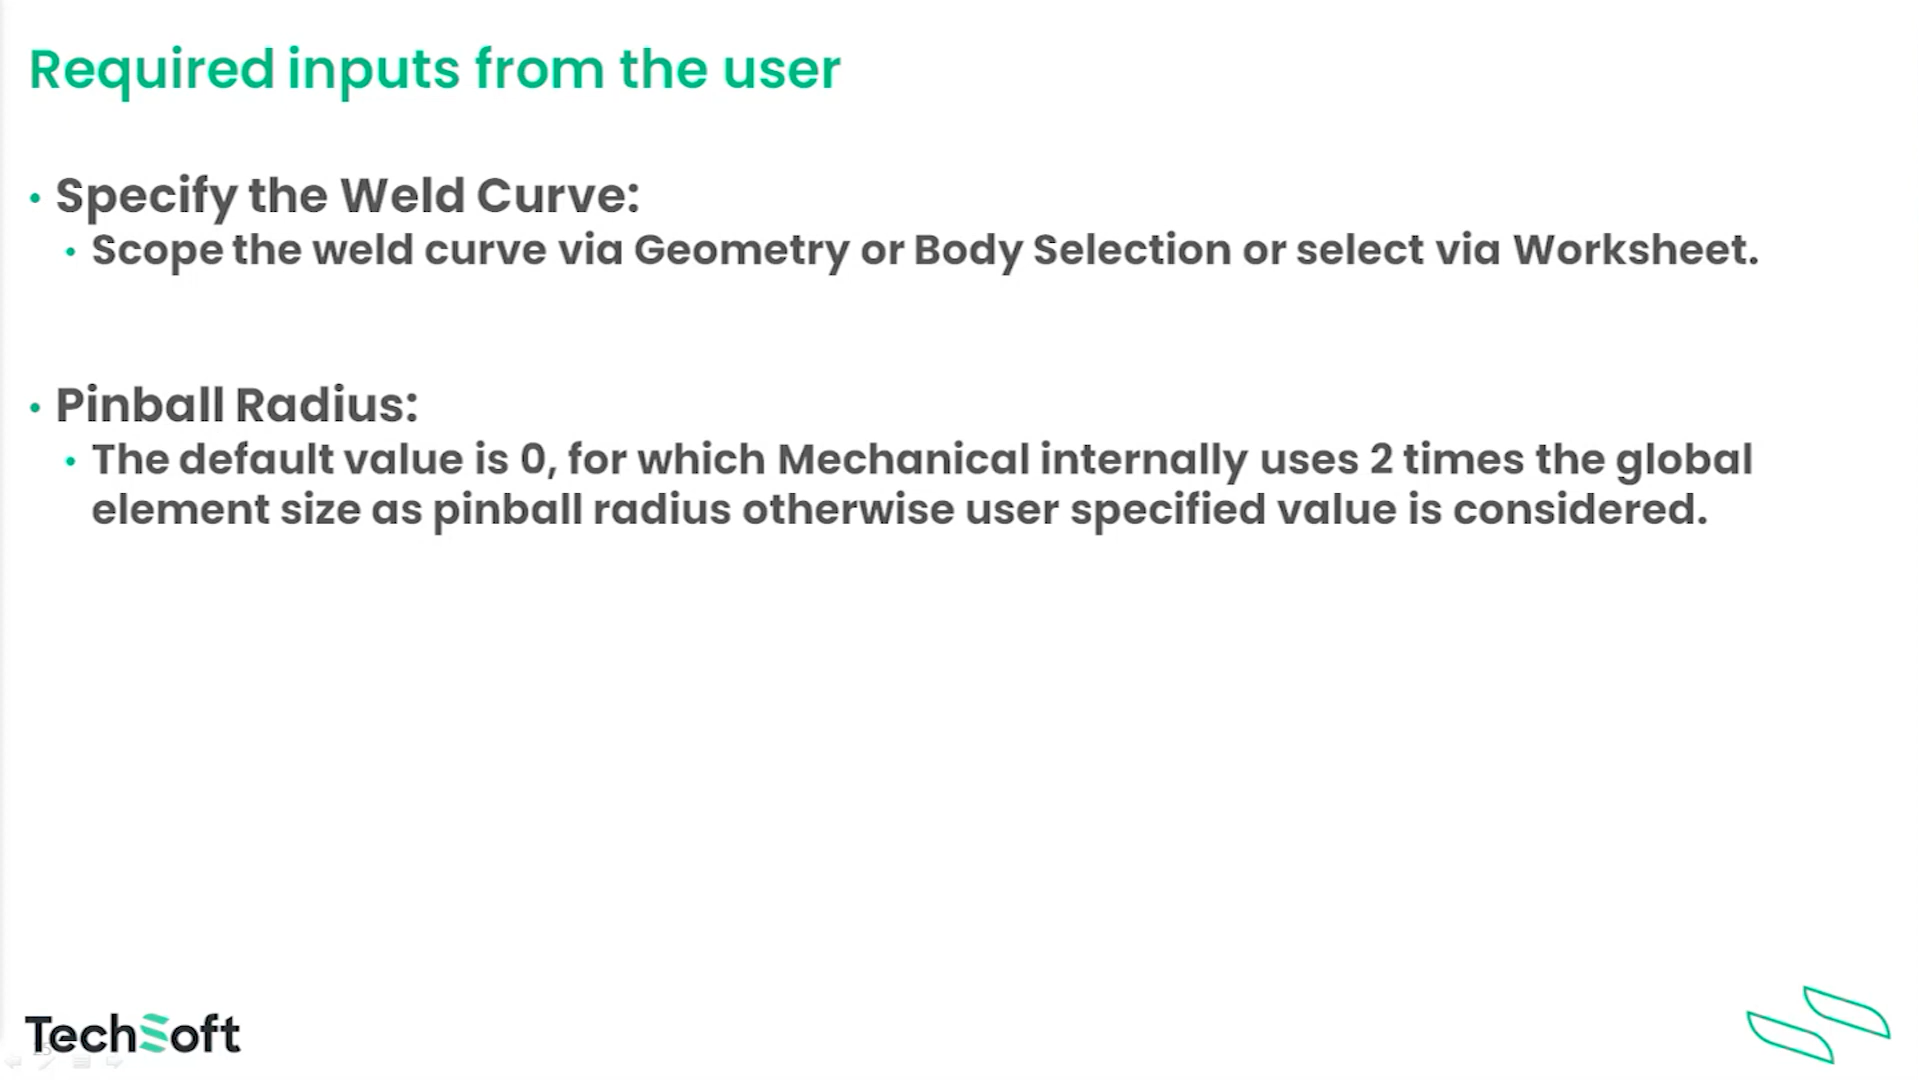 Required inputs from the user
• Specify the Weld Curve:
• Scope the weld curve via Geometry or Body Selection or select via Worksheet.
• Pinball Radius:
• The default value is 0, for which Mechanical internally uses 2 times the global
element size as pinball radius otherwise user specified value is considered.
TechSoft
25